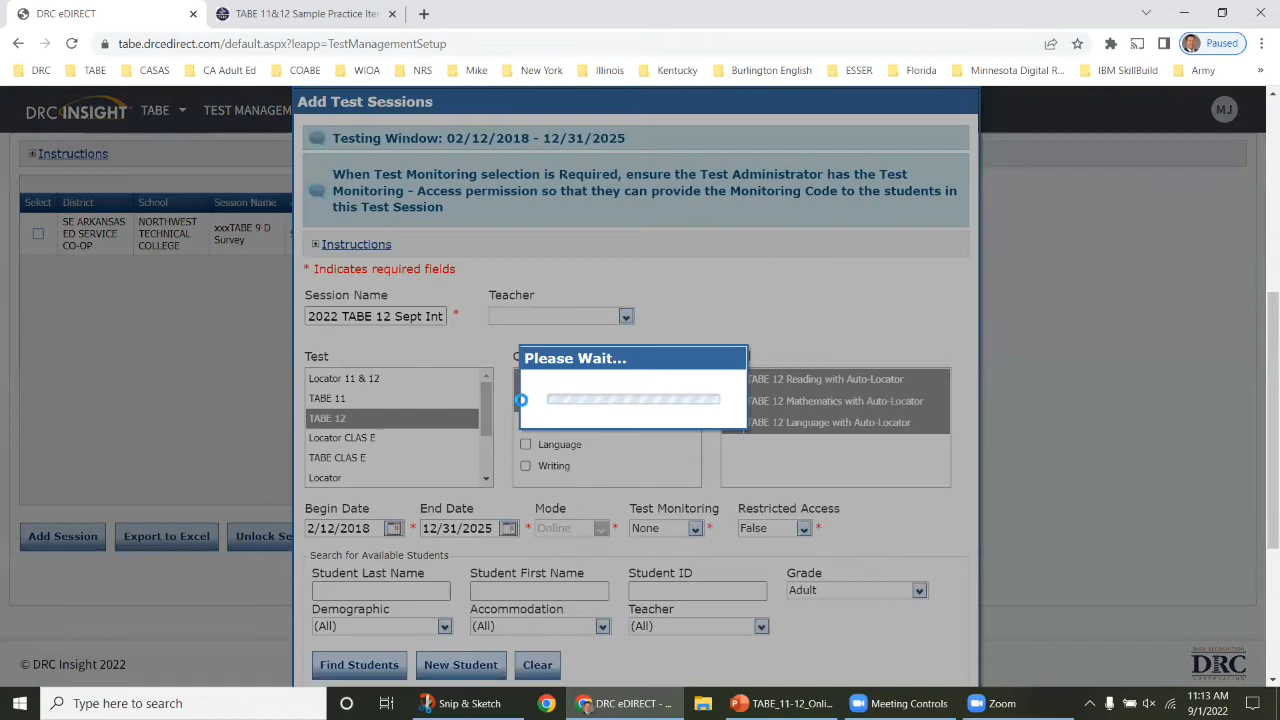 DRC eDIRECT
TABE 11&12 Sample Practice Iter
tabe.drcedirect.com/default.aspx?leapp=TestManagementSetup
Paused
DRC TABE CASAS CA Adult Ed COABE WIOA NRS Mike New York Illinois Kentucky Burlington English ESSER Florida Minnesota Digital R... IBM SkillBuild Army »
DRC INSIGHT TABE TEST MANAGEM
MJ
Add Test Sessions
Testing Window: 02/12/2018 - 12/31/2025
Instructions
When Test Monitoring selection is Required, ensure the Test Administrator has the Test
Monitoring - Access permission so that they can provide the Monitoring Code to the students in
this Test Session
Select District School Session Name
SE ARKANSAS
ED SERVICE
CO-OP
NORTHWEST
TECHNICAL
COLLEGE
xxxTABE 9 D
Survey
Instructions
* Indicates required fields
Session Name Teacher
2022 TABE 12 Sept Int *
Test
Locator 11 & 12
TABE 11
TABE 12
Locator CLAS E
TABE CLAS E
Locator
Please Wait...
Language
Writing
TABE 12 Reading with Auto-Locator
TABE 12 Mathematics with Auto-Locator
TABE 12 Language with Auto-Locator
Begin Date End Date Mode Test Monitoring Restricted Access
2/12/2018 * 12/31/2025 * Online * None * False *
Add Session Export to Excel Unlock Se
Search for Available Students
Student Last Name Student First Name Student ID Grade
Adult
Demographic Accommodation Teacher
(All) (All) (All)
Find Students New Student Clear
© DRC Insight 2022
DATA RECOGNITION
DRC
CORPORATION
Type here to search
Snip & Sketch
DRC eDIRECT - ...
TABE_11-12_Onli...
Meeting Controls
Zoom
11:13 AM
9/1/2022